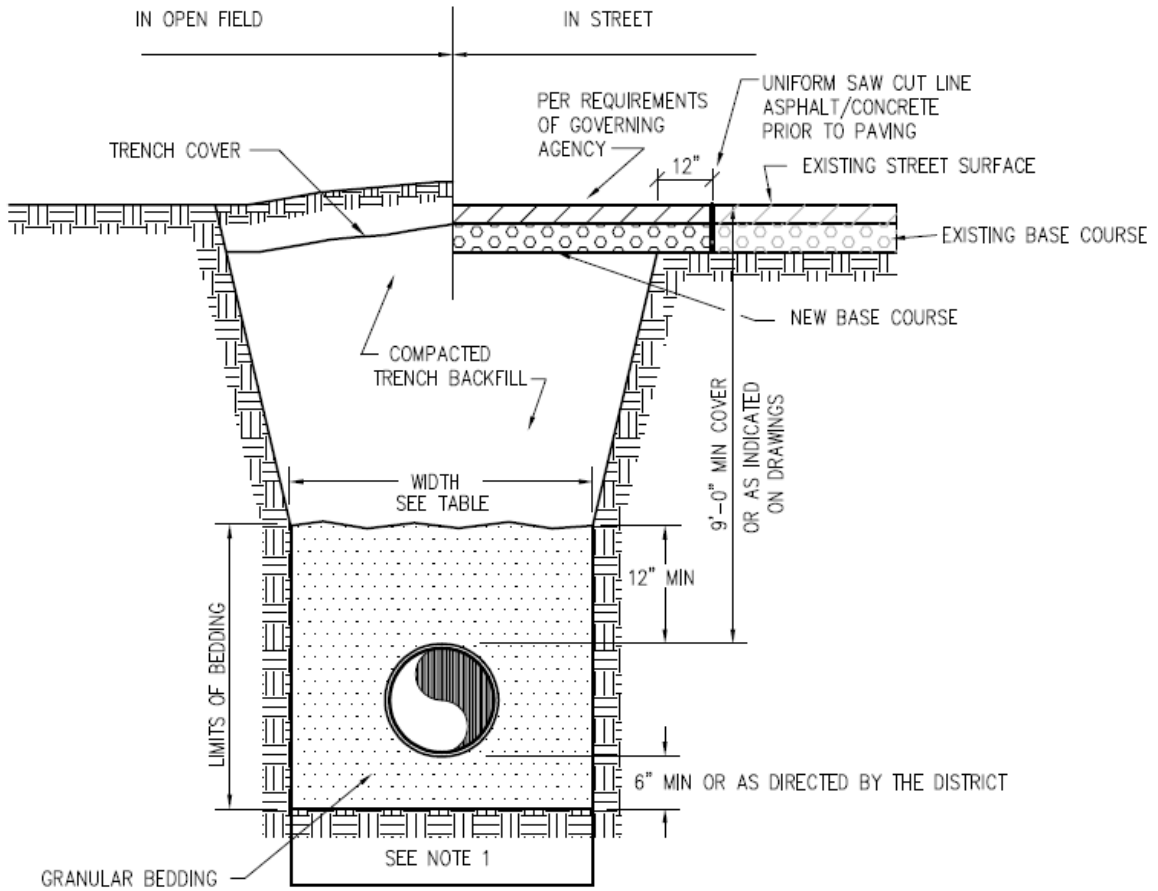 IN OPEN FIELD
IN STREET
UNIFORM SAW CUT LINE
ASPHALT/CONCRETE
PRIOR TO PAVING
PER REQUIREMENTS
OF GOVERNING
AGENCY
TRENCH COVER
12"
EXISTING STREET SURFACE
EXISTING BASE COURSE
NEW BASE COURSE
COMPACTED
TRENCH BACKFILL
9'-0" MIN COVER
OR AS INDICATED
ON DRAWINGS
WIDTH
SEE TABLE
12" MIN
LIMITS OF BEDDING
6" MIN OR AS DIRECTED BY THE DISTRICT
SEE NOTE 1
GRANULAR BEDDING